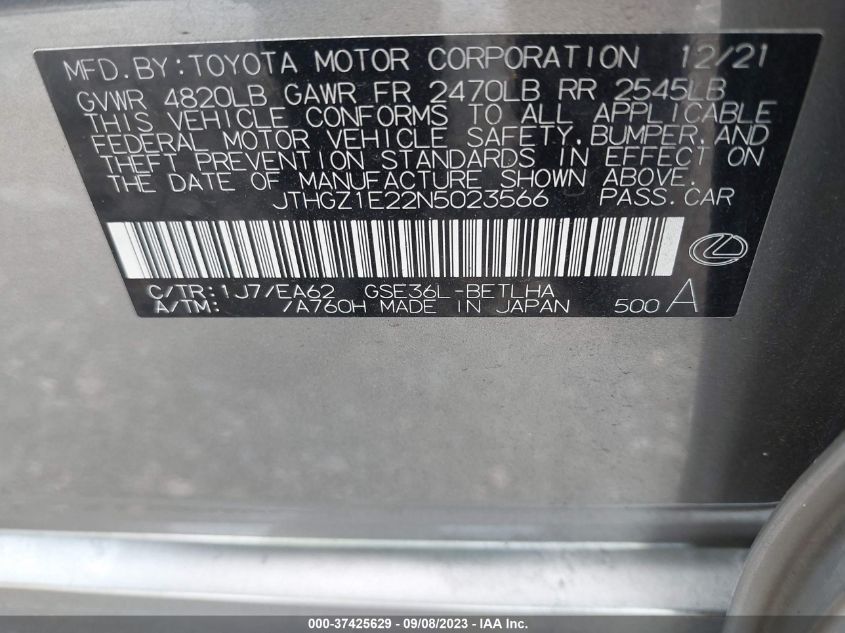 MFD.BY:TOYOTA MOTOR CORPORATION 12/21
GVWR 4820LB GAWR FR 2470LB RR 2545LB
THIS VEHICLE CONFORMS TO ALL APPLICABLE
FEDERAL MOTOR VEHICLE SAFETY,BUMPER,AND
THEFT PREVENTION STANDARDS IN EFFECT ON
THE DATE OF MANUFACTURE SHOWN ABOVE.
JTHGZ1E22N5023566 PASS.CAR
C/TR:1J7/EA62 GSE36L-BETLHA
A/TM: /A760H MADE IN JAPAN 500 A
000-37425629 - 09/08/2023 - Copyright IAA, Inc.